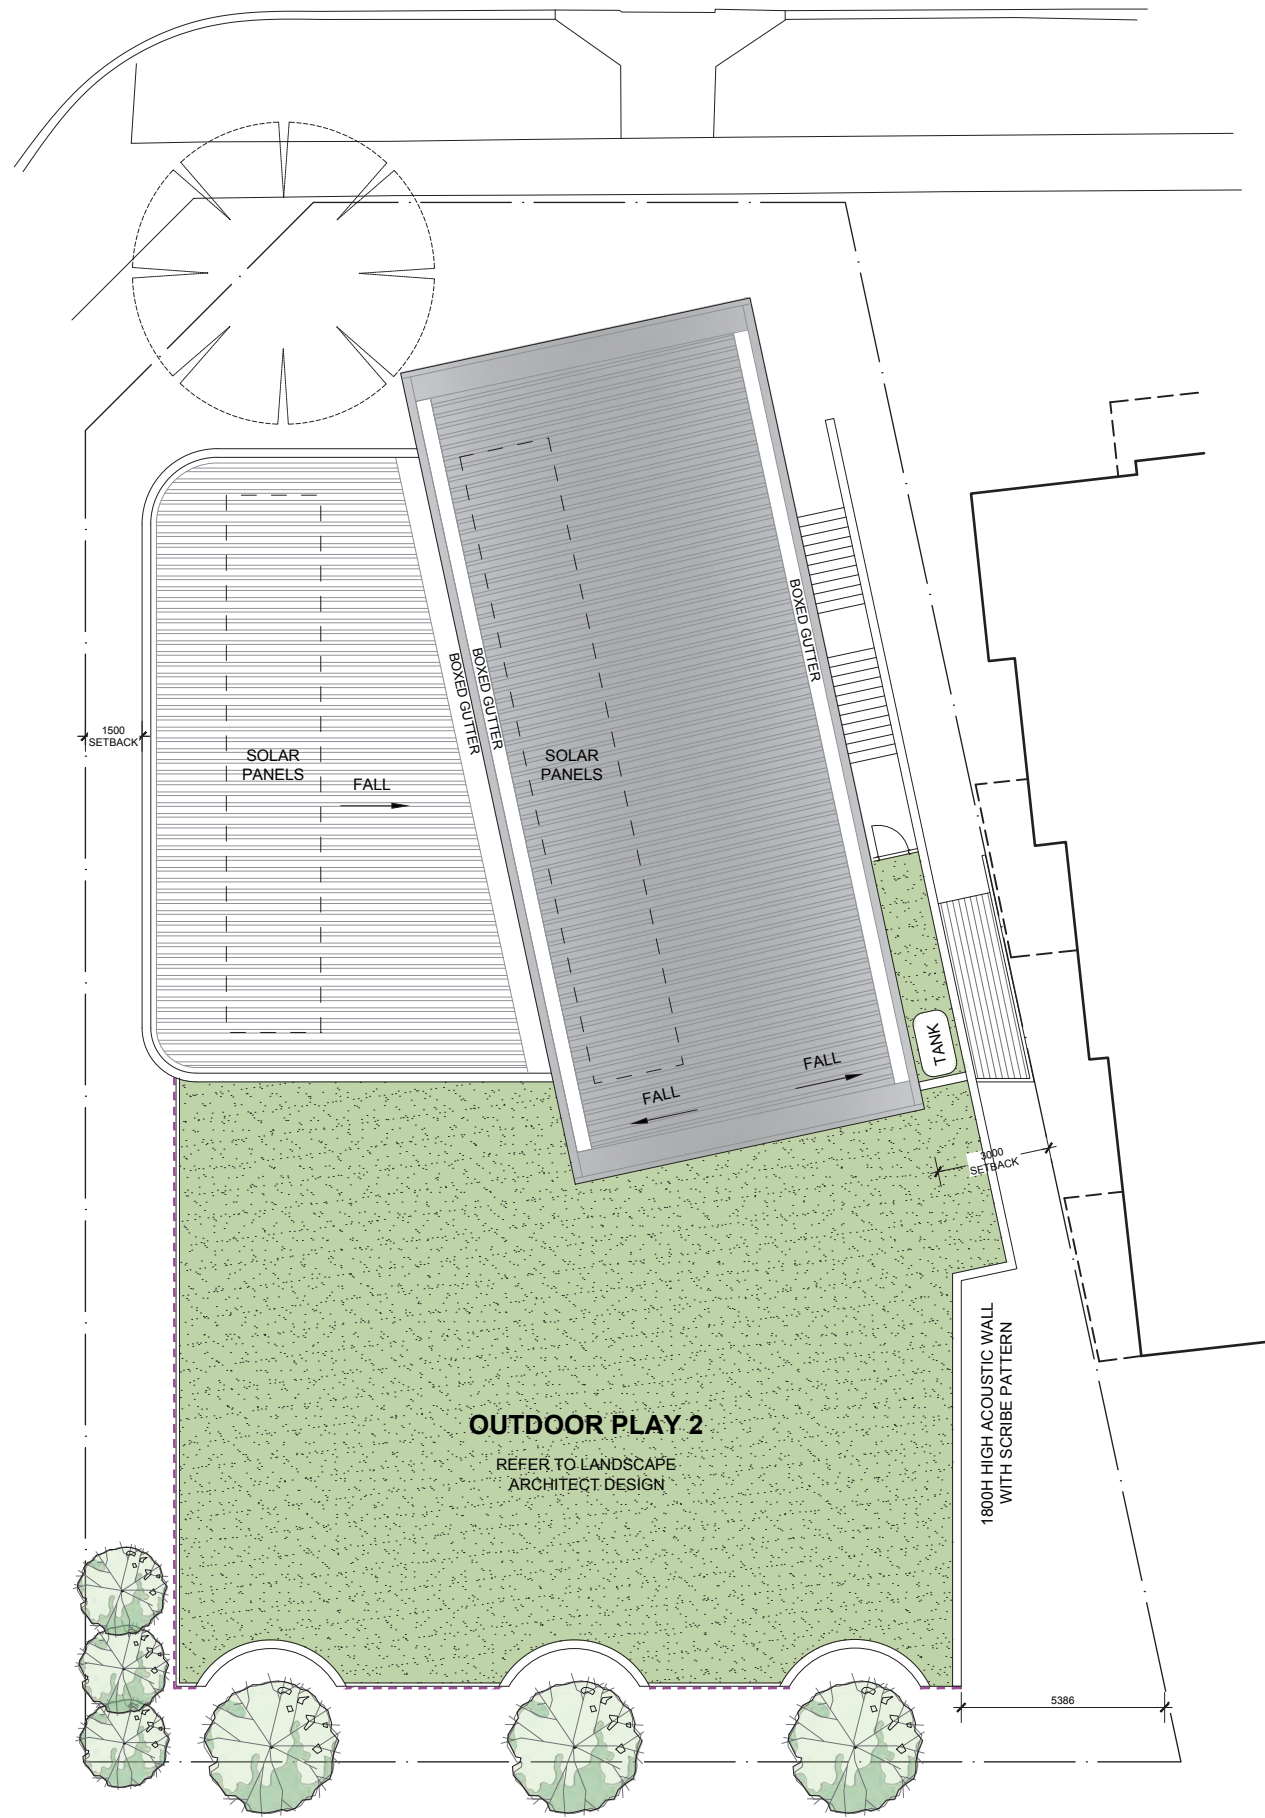 BOXED GUTTER
BOXED GUTTER
BOXED GUTTER
1500
SETBACK
SOLAR
PANELS
FALL
SOLAR
PANELS
TANK
FALL
FALL
3000
SETBACK
1800H HIGH ACOUSTIC WALL
WITH SCRIBE PATTERN
OUTDOOR PLAY 2
REFER TO LANDSCAPE
ARCHITECT DESIGN
5386